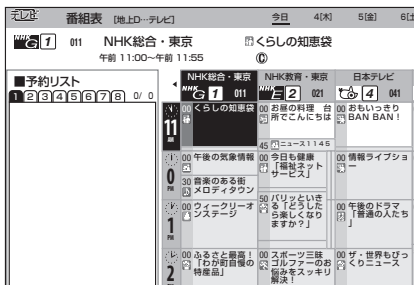 テレビ 番組表 [地上D…テレビ] 今日 4[木] 5[金] 6[土
NHK G 1 011 NHK総合・東京 くらしの知恵袋
午前 11:00~午前 11:55
■予約リスト
1 2 3 4 5 6 7 8 0/ 0
NHK総合・東京 NHK教育・東京 日本テレビ
NHK G 1 011 NHK E 2 021 4 041
11 AM
00 くらしの知恵袋
00 お昼の料理 台
所でこんにちは
45 ニュース1145
00 おもいっきり
BAN BAN!
0 PM
00 午後の気象情報
30 音楽のある街
メロディタウン
00 今日も健康
「福祉ネット
サービス」
50 バリッといき
る「どうした
ら楽しくなり
ますか?」
00 情報ライブショ
ー
1 PM
00 ウィークリーオ
ンステージ
00 午後のドラマ
「普通の人たち
」
2
00 ふるさと最高!
「わが町自慢の
特産品」
00 スポーツ三昧
ゴルファーのお
悩みをスッキリ
解決!
00 ザ・世界もびっ
くりニュース